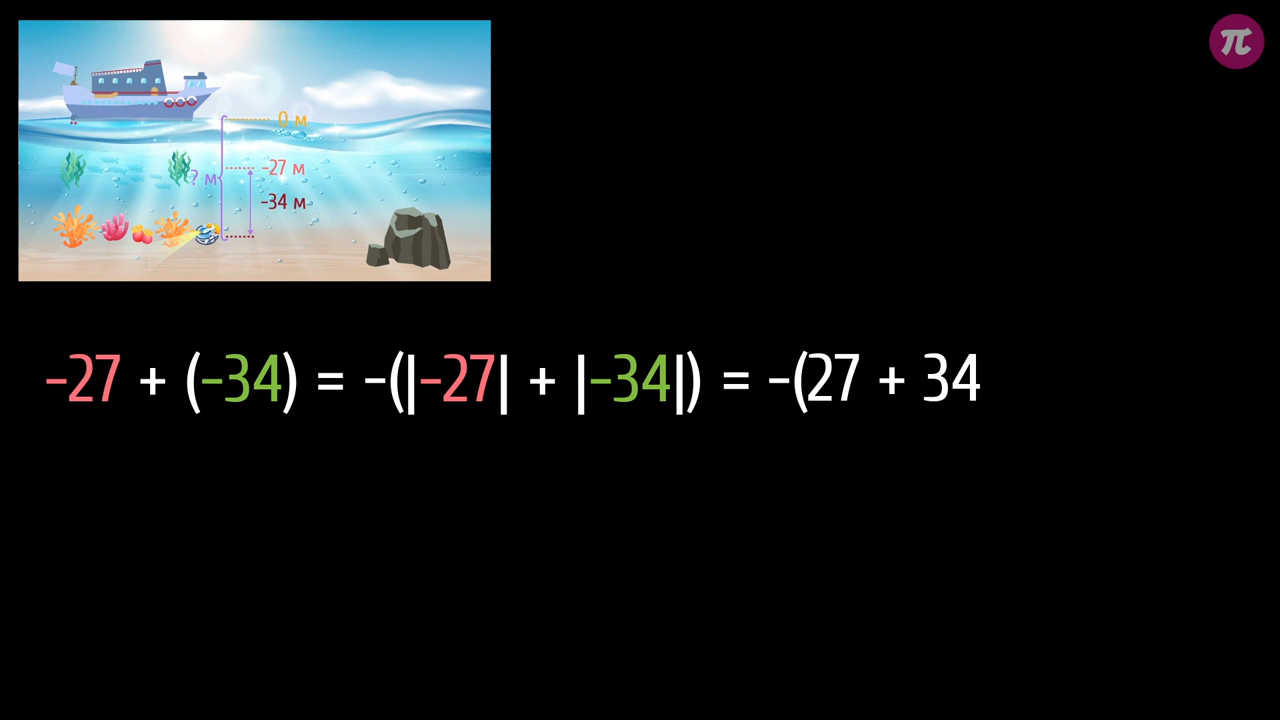 π
0 м
-27 м
? м
-34 м
-27 + (-34) = -(|-27| + |-34|) = -(27 + 34